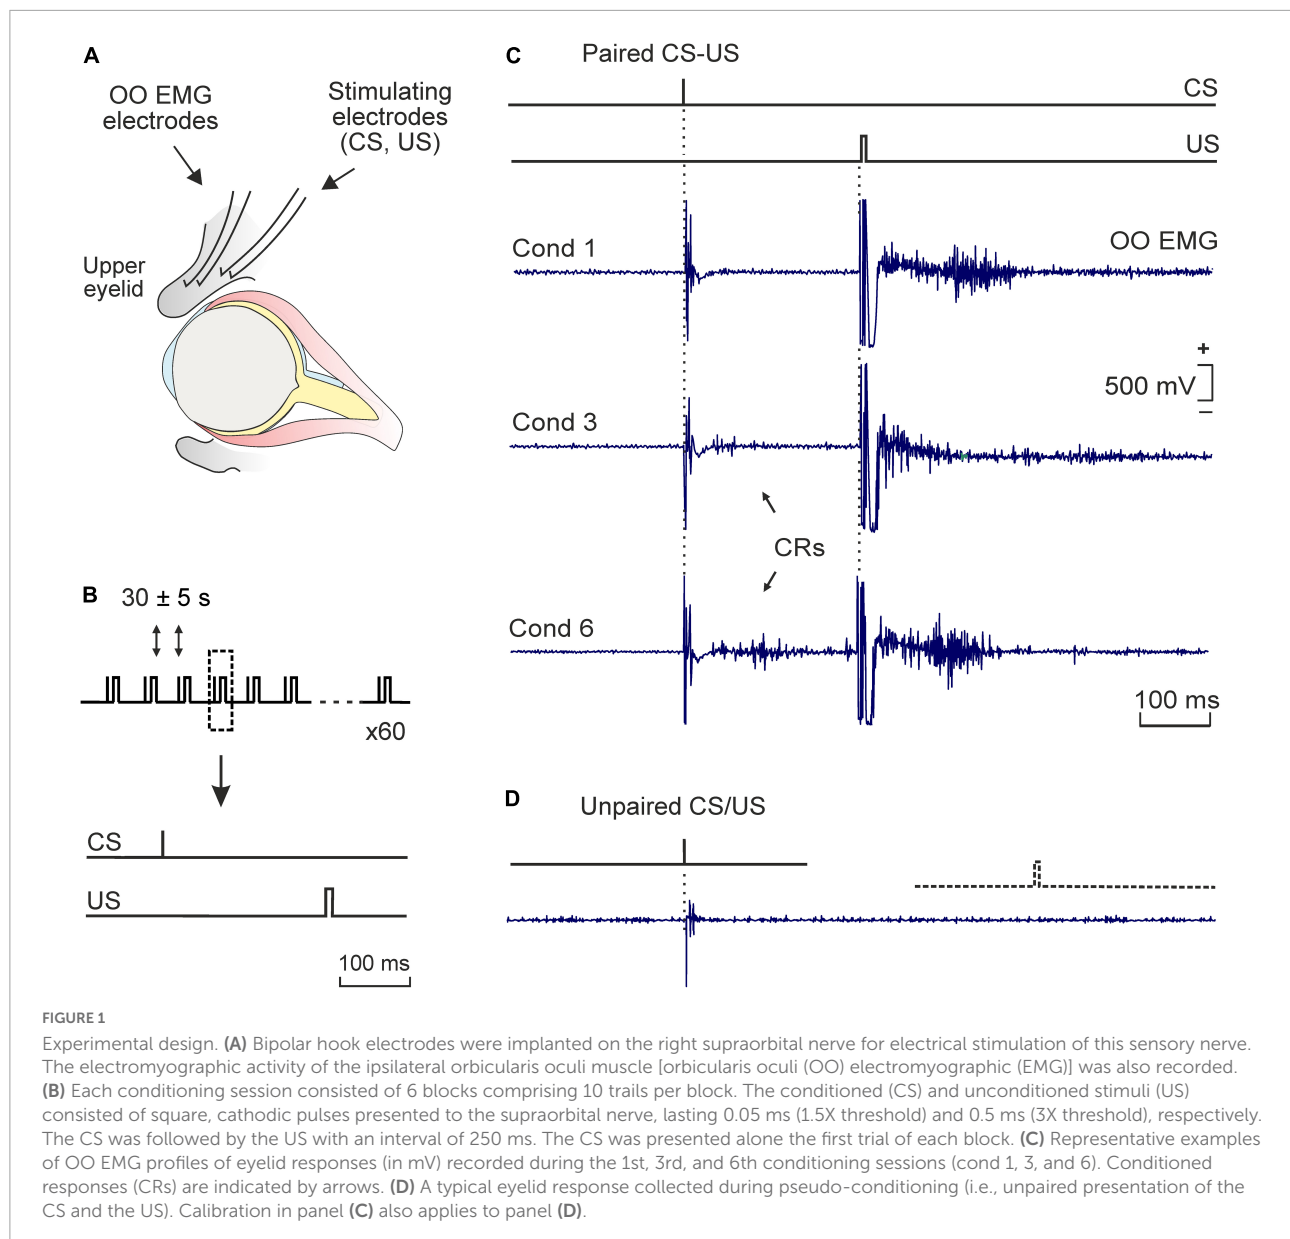 A
OO EMG
electrodes
Stimulating
electrodes
(CS, US)
Upper
eyelid
B
30 ± 5 s
x60
CS
US
100 ms
C
Paired CS-US
CS
US
Cond 1
OO EMG
+
500 mV
–
Cond 3
CRs
Cond 6
100 ms
D
Unpaired CS/US
FIGURE 1
Experimental design. (A) Bipolar hook electrodes were implanted on the right supraorbital nerve for electrical stimulation of this sensory nerve.
The electromyographic activity of the ipsilateral orbicularis oculi muscle [orbicularis oculi (OO) electromyographic (EMG)] was also recorded.
(B) Each conditioning session consisted of 6 blocks comprising 10 trails per block. The conditioned (CS) and unconditioned stimuli (US)
consisted of square, cathodic pulses presented to the supraorbital nerve, lasting 0.05 ms (1.5X threshold) and 0.5 ms (3X threshold), respectively.
The CS was followed by the US with an interval of 250 ms. The CS was presented alone the first trial of each block. (C) Representative examples
of OO EMG profiles of eyelid responses (in mV) recorded during the 1st, 3rd, and 6th conditioning sessions (cond 1, 3, and 6). Conditioned
responses (CRs) are indicated by arrows. (D) A typical eyelid response collected during pseudo-conditioning (i.e., unpaired presentation of the
CS and the US). Calibration in panel (C) also applies to panel (D).